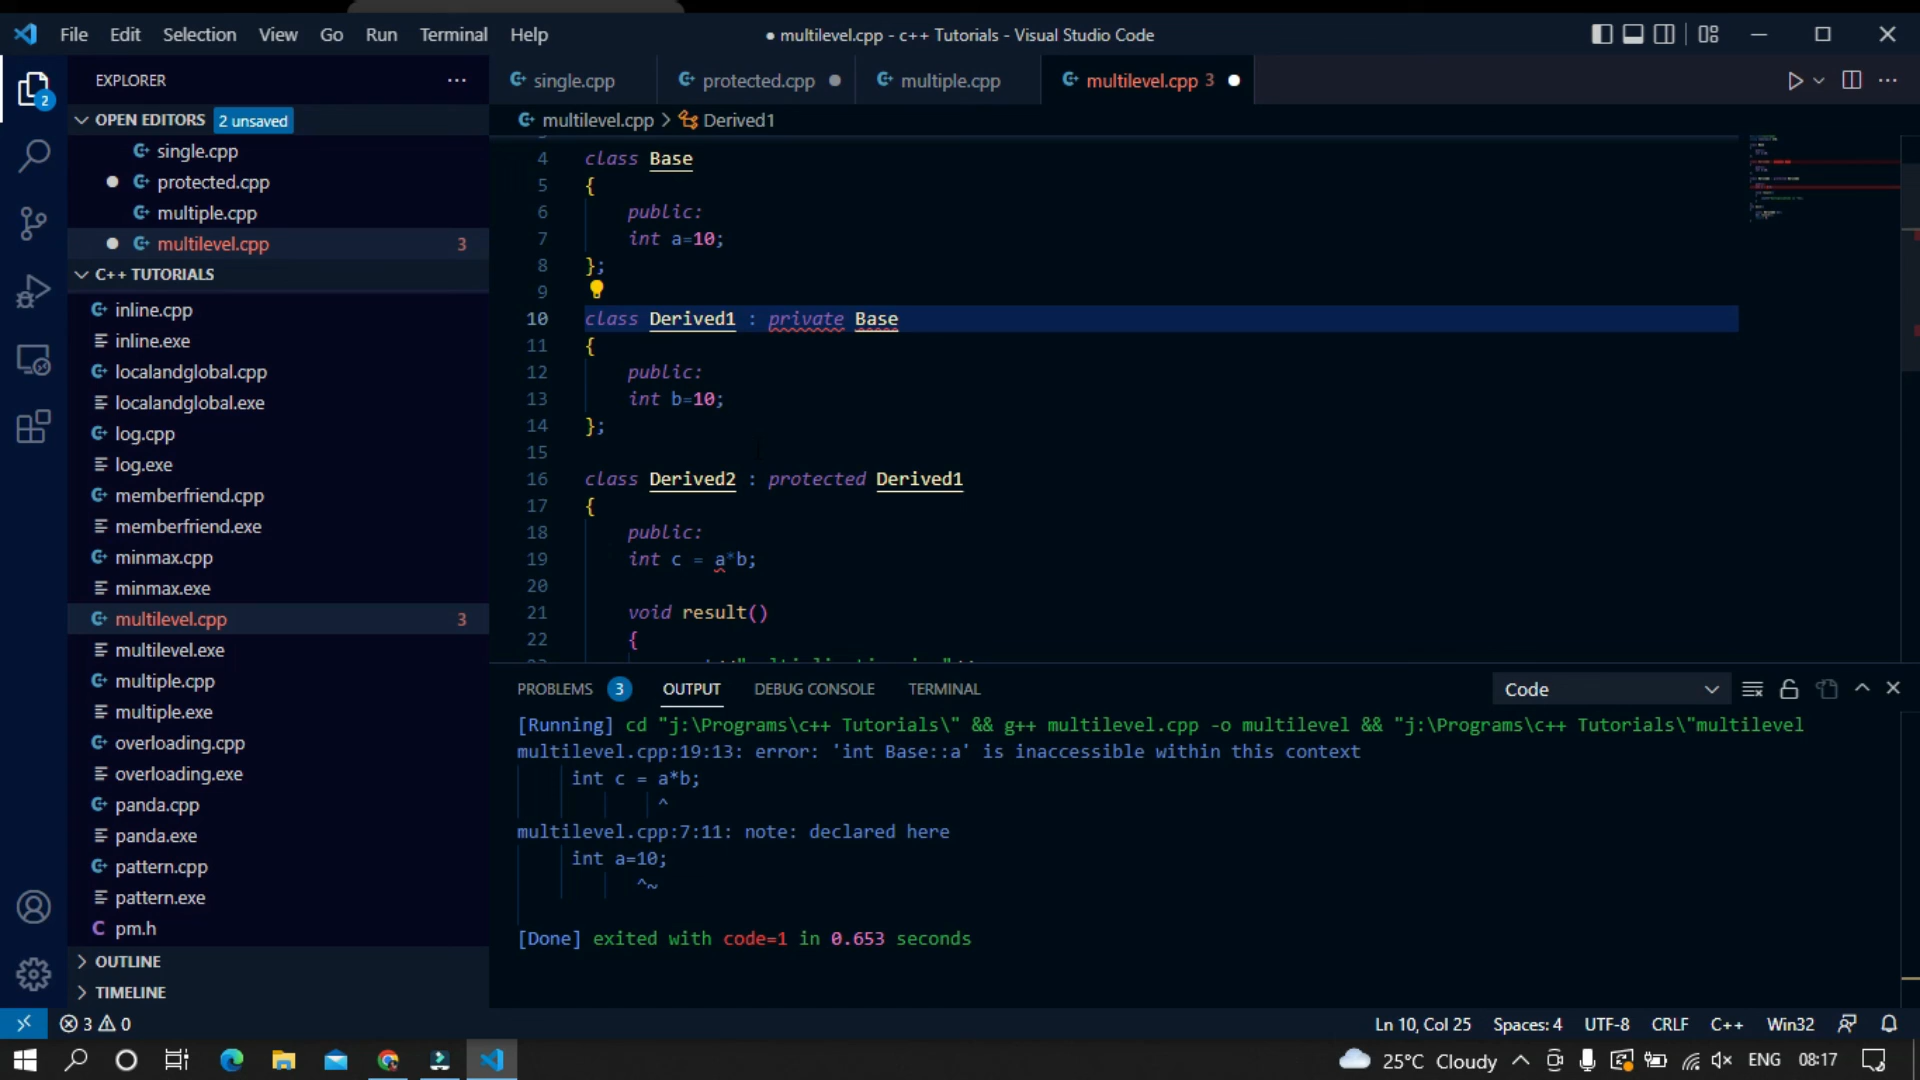 File Edit Selection View Go Run Terminal Help
● multilevel.cpp - c++ Tutorials - Visual Studio Code
EXPLORER
OPEN EDITORS 2 unsaved
single.cpp
protected.cpp
multiple.cpp
multilevel.cpp 3
C++ TUTORIALS
inline.cpp
inline.exe
localandglobal.cpp
localandglobal.exe
log.cpp
log.exe
memberfriend.cpp
memberfriend.exe
minmax.cpp
minmax.exe
multilevel.cpp 3
multilevel.exe
multiple.cpp
multiple.exe
overloading.cpp
overloading.exe
panda.cpp
panda.exe
pattern.cpp
pattern.exe
pm.h
OUTLINE
TIMELINE
2
single.cpp protected.cpp multiple.cpp multilevel.cpp 3
multilevel.cpp > Derived1
4 class Base
5 {
6 public:
7 int a=10;
8 };
9
10 class Derived1 : private Base
11 {
12 public:
13 int b=10;
14 };
15
16 class Derived2 : protected Derived1
17 {
18 public:
19 int c = a*b;
20
21 void result()
22 {
PROBLEMS 3 OUTPUT DEBUG CONSOLE TERMINAL
Code
[Running] cd "j:\Programs\c++ Tutorials\" && g++ multilevel.cpp -o multilevel && "j:\Programs\c++ Tutorials\"multilevel
multilevel.cpp:19:13: error: 'int Base::a' is inaccessible within this context
int c = a*b;
^
multilevel.cpp:7:11: note: declared here
int a=10;
^~
[Done] exited with code=1 in 0.653 seconds
3 0
Ln 10, Col 25 Spaces: 4 UTF-8 CRLF C++ Win32
25°C Cloudy ENG 08:17